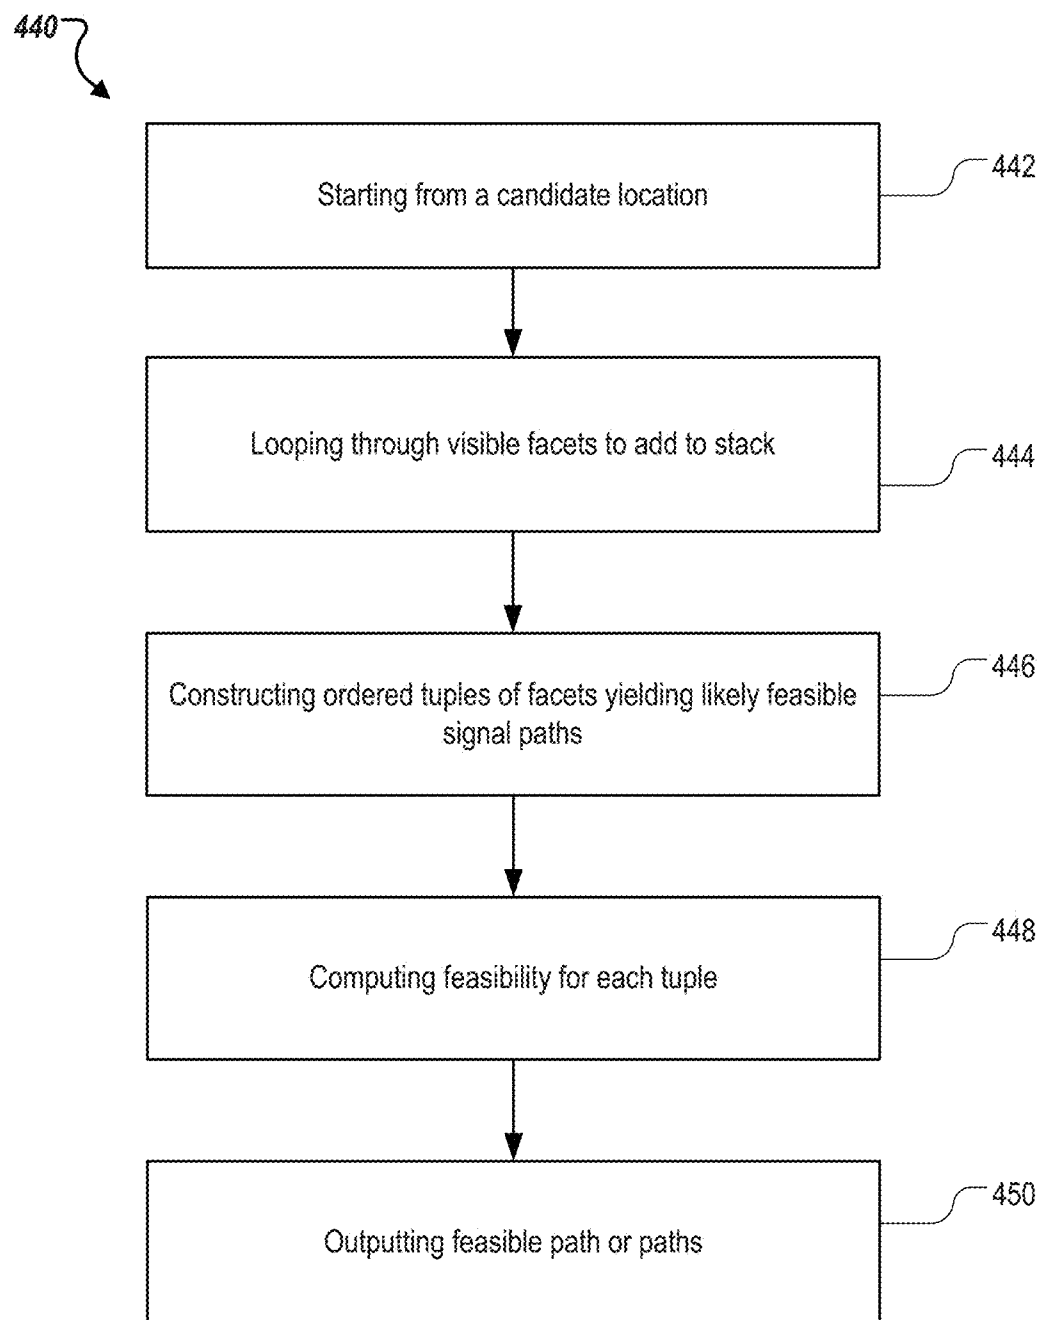 440
Starting from a candidate location
442
Looping through visible facets to add to stack
444
Constructing ordered tuples of facets yielding likely feasible
signal paths
446
Computing feasibility for each tuple
448
Outputting feasible path or paths
450